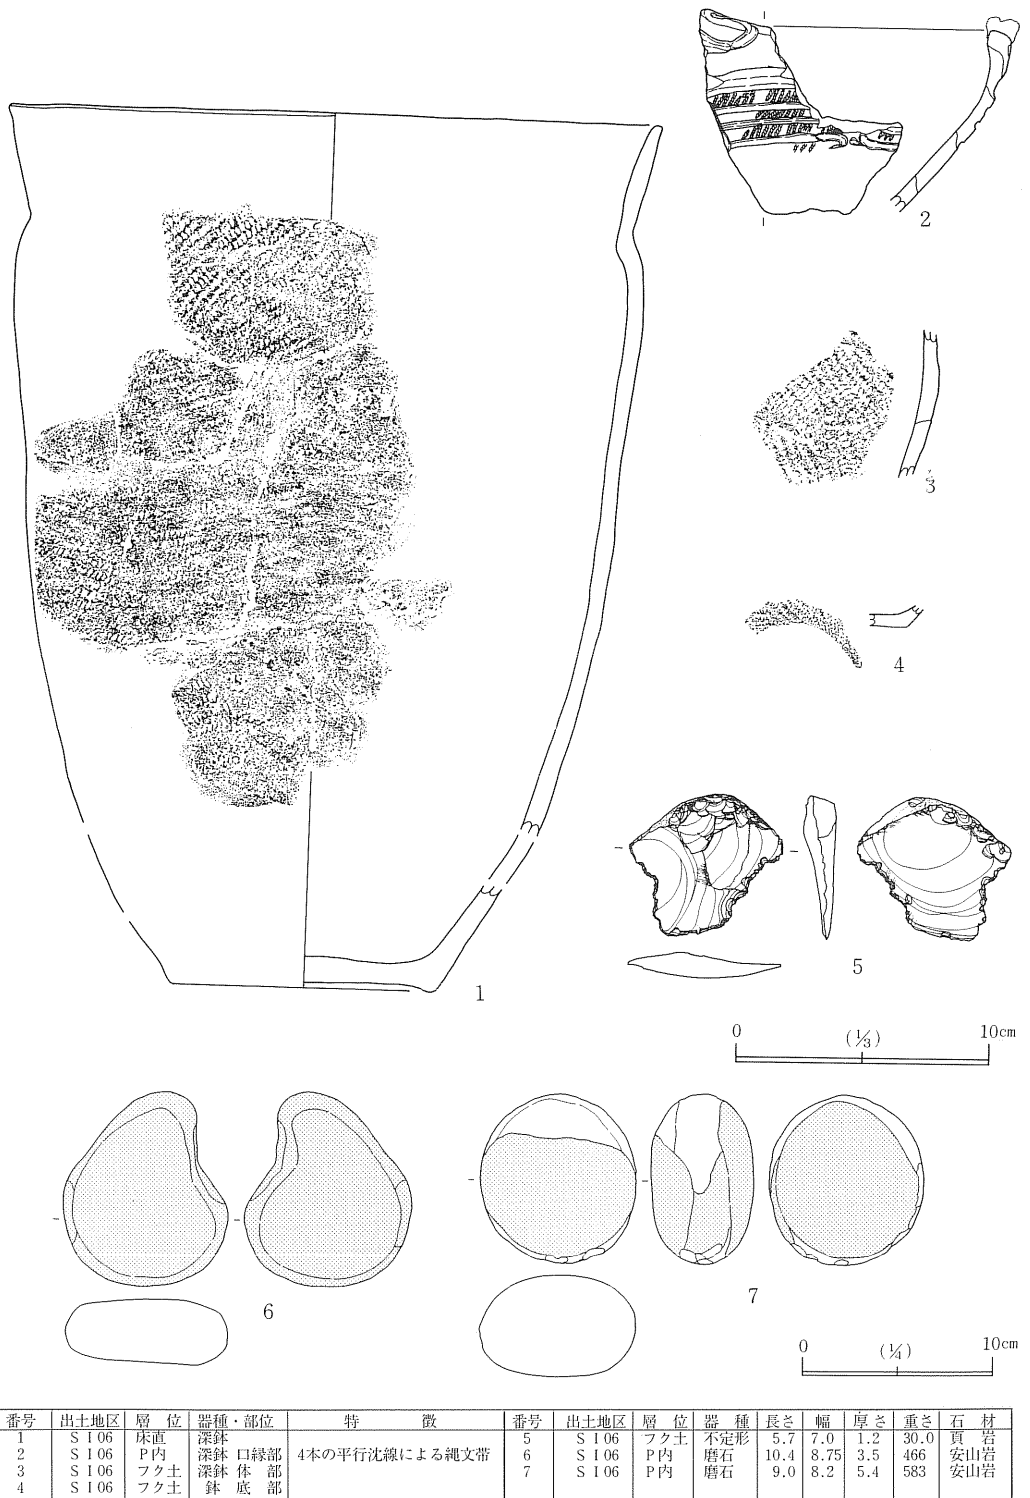 2
3
4
5
1
0 10cm
(1/3)
6
7
0 10cm
(1/4)
番号 出土地区 層位 器種・部位 特徴 番号 出土地区 層位 器種 長さ 幅 厚さ 重さ 石材
1 SI06 床直 深鉢 5 SI06 フク土 不定形 5.7 7.0 1.2 30.0 頁岩
2 SI06 P内 深鉢 口縁部 4本の平行沈線による縄文帯 6 SI06 P内 磨石 10.4 8.75 3.5 466 安山岩
3 SI06 フク土 深鉢 体部 7 SI06 P内 磨石 9.0 8.2 5.4 583 安山岩
4 SI06 フク土 鉢 底部